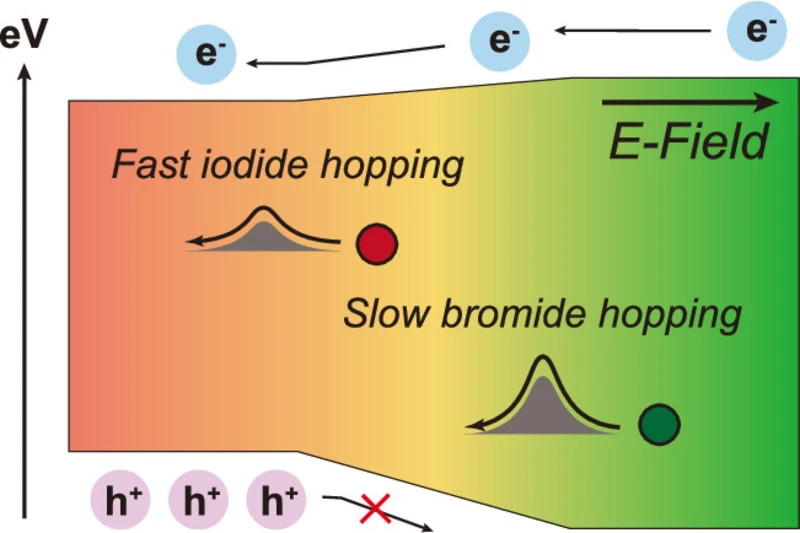 eV
e⁻
e⁻
e⁻
E-Field
Fast iodide hopping
Slow bromide hopping
h⁺
h⁺
h⁺